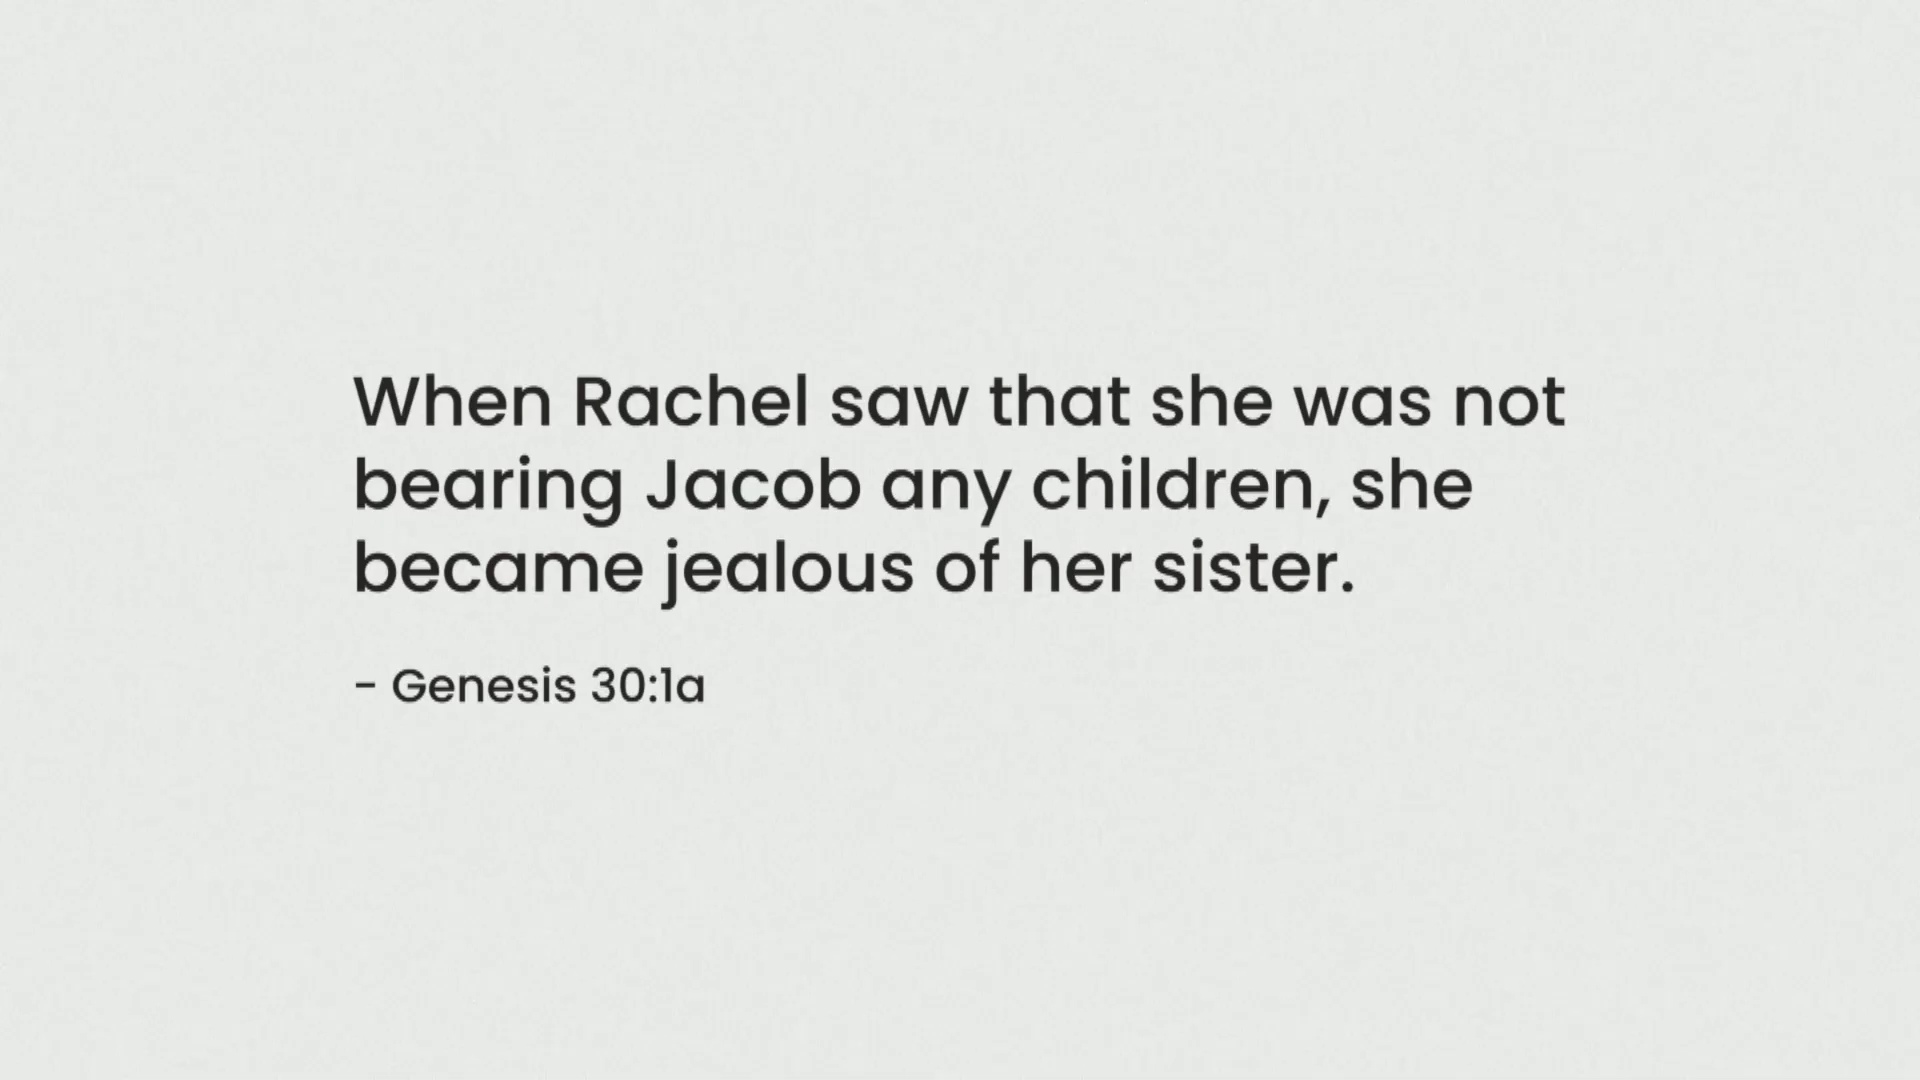 When Rachel saw that she was not
bearing Jacob any children, she
became jealous of her sister.
- Genesis 30:1a